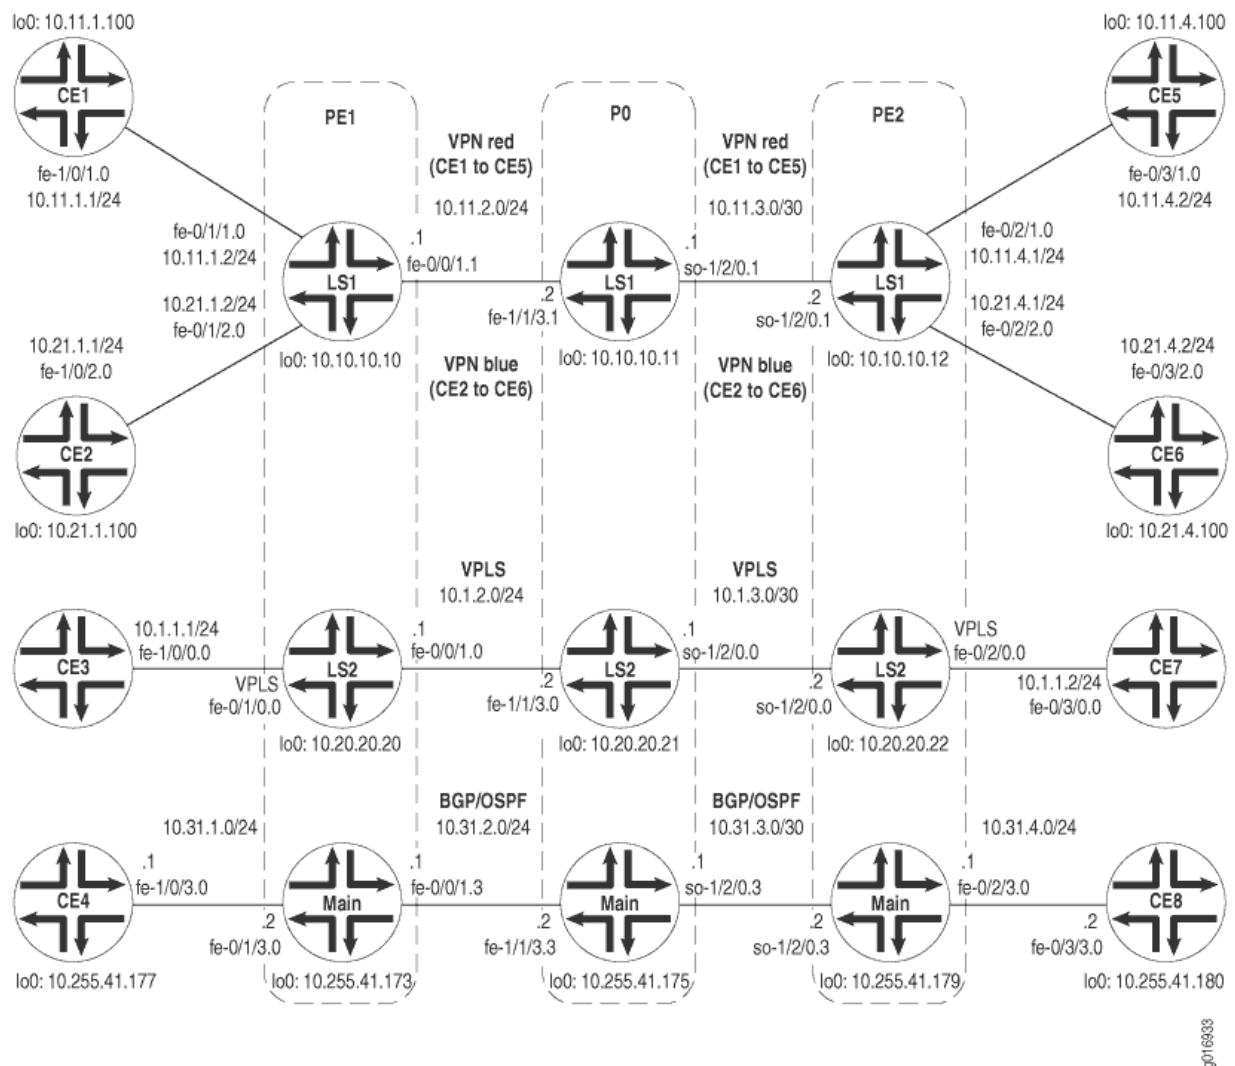 lo0: 10.11.1.100
lo0: 10.11.4.100
CE1
CE5
PE1
P0
PE2
VPN red
(CE1 to CE5)
VPN red
(CE1 to CE5)
fe-1/0/1.0
10.11.1.1/24
fe-0/3/1.0
10.11.4.2/24
10.11.2.0/24
10.11.3.0/30
fe-0/1/1.0
10.11.1.2/24
.1
fe-0/0/1.1
.1
so-1/2/0.1
fe-0/2/1.0
10.11.4.1/24
LS1
LS1
LS1
10.21.1.2/24
fe-0/1/2.0
.2
fe-1/1/3.1
.2
so-1/2/0.1
10.21.4.1/24
fe-0/2/2.0
10.21.1.1/24
fe-1/0/2.0
10.21.4.2/24
fe-0/3/2.0
lo0: 10.10.10.10
lo0: 10.10.10.11
lo0: 10.10.10.12
VPN blue
(CE2 to CE6)
VPN blue
(CE2 to CE6)
CE2
CE6
lo0: 10.21.1.100
lo0: 10.21.4.100
VPLS
10.1.2.0/24
VPLS
10.1.3.0/30
10.1.1.1/24
fe-1/0/0.0
.1
fe-0/0/1.0
.1
so-1/2/0.0
VPLS
fe-0/2/0.0
CE3
LS2
LS2
LS2
CE7
VPLS
fe-0/1/0.0
.2
fe-1/1/3.0
.2
so-1/2/0.0
10.1.1.2/24
fe-0/3/0.0
lo0: 10.20.20.20
lo0: 10.20.20.21
lo0: 10.20.20.22
BGP/OSPF
10.31.2.0/24
BGP/OSPF
10.31.3.0/30
10.31.1.0/24
10.31.4.0/24
.1
fe-1/0/3.0
.1
fe-0/0/1.3
.1
so-1/2/0.3
.1
fe-0/2/3.0
CE4
Main
Main
Main
CE8
.2
fe-0/1/3.0
.2
fe-1/1/3.3
.2
so-1/2/0.3
.2
fe-0/3/3.0
lo0: 10.255.41.177
lo0: 10.255.41.173
lo0: 10.255.41.175
lo0: 10.255.41.179
lo0: 10.255.41.180
g016933